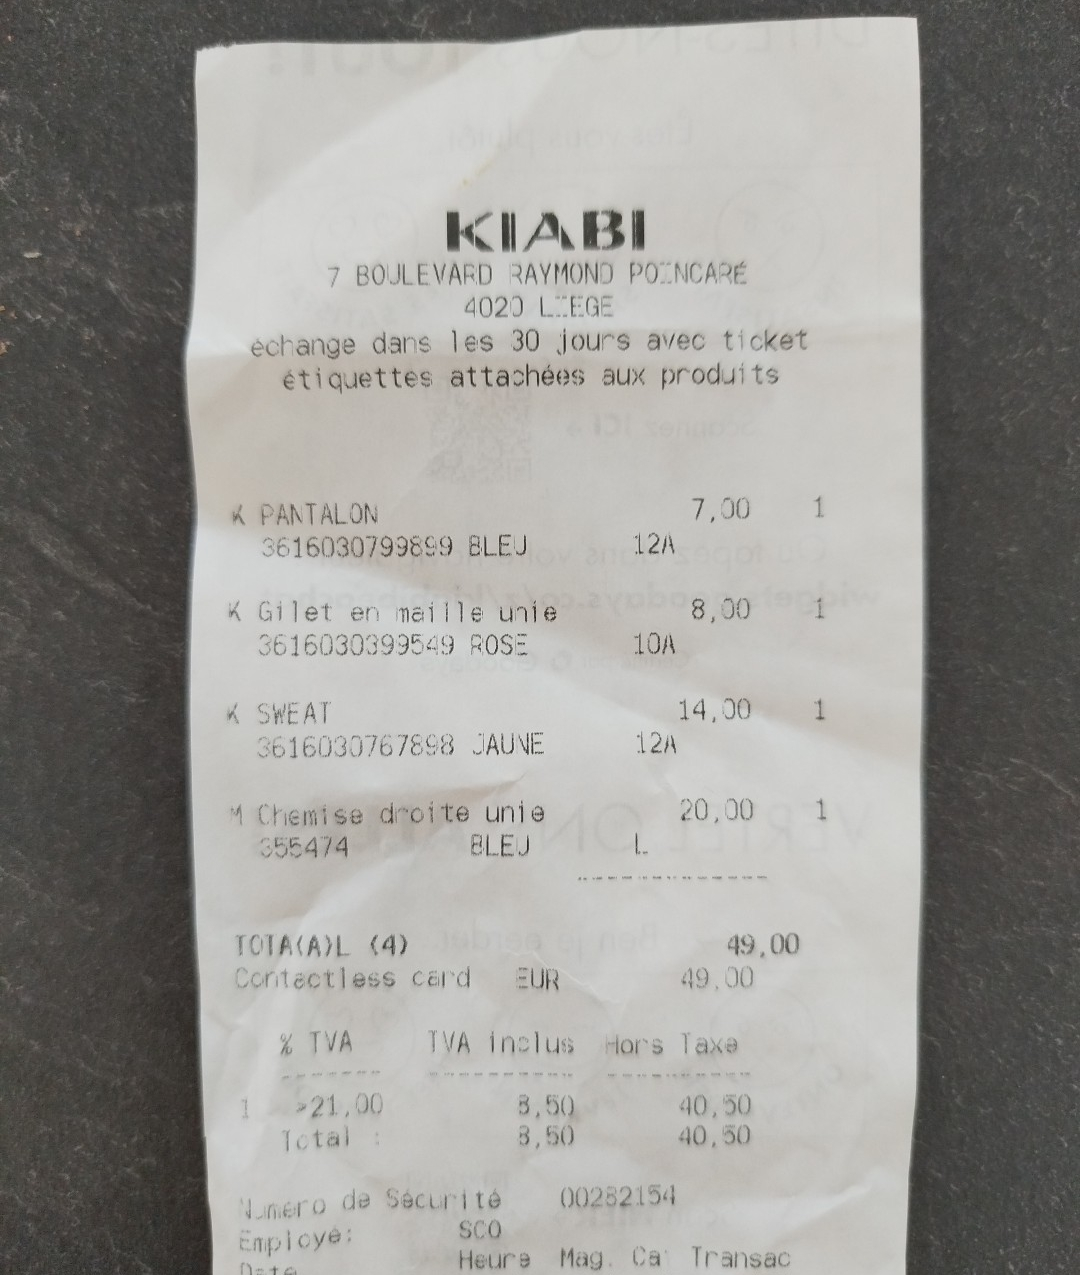 KIABI
7 BOULEVARD RAYMOND POINCARÉ
4020 LIEGE
échange dans les 30 jours avec ticket
étiquettes attachées aux produits
K PANTALON 7,00 1
3616030799899 BLEU 12A
K Gilet en maille unie 8,00 1
3616030399549 ROSE 10A
K SWEAT 14,00 1
3616030767898 JAUNE 12A
M Chemise droite unie 20,00 1
355474 BLEU L
TOTA(A)L (4) 49,00
Contactless card EUR 49,00
% TVA TVA inclus Hors Taxe
1 >21,00 8,50 40,50
Total : 8,50 40,50
Numéro de Sécurité 00282154
Employé: SCO
Date Heure Mag. Ca Transac